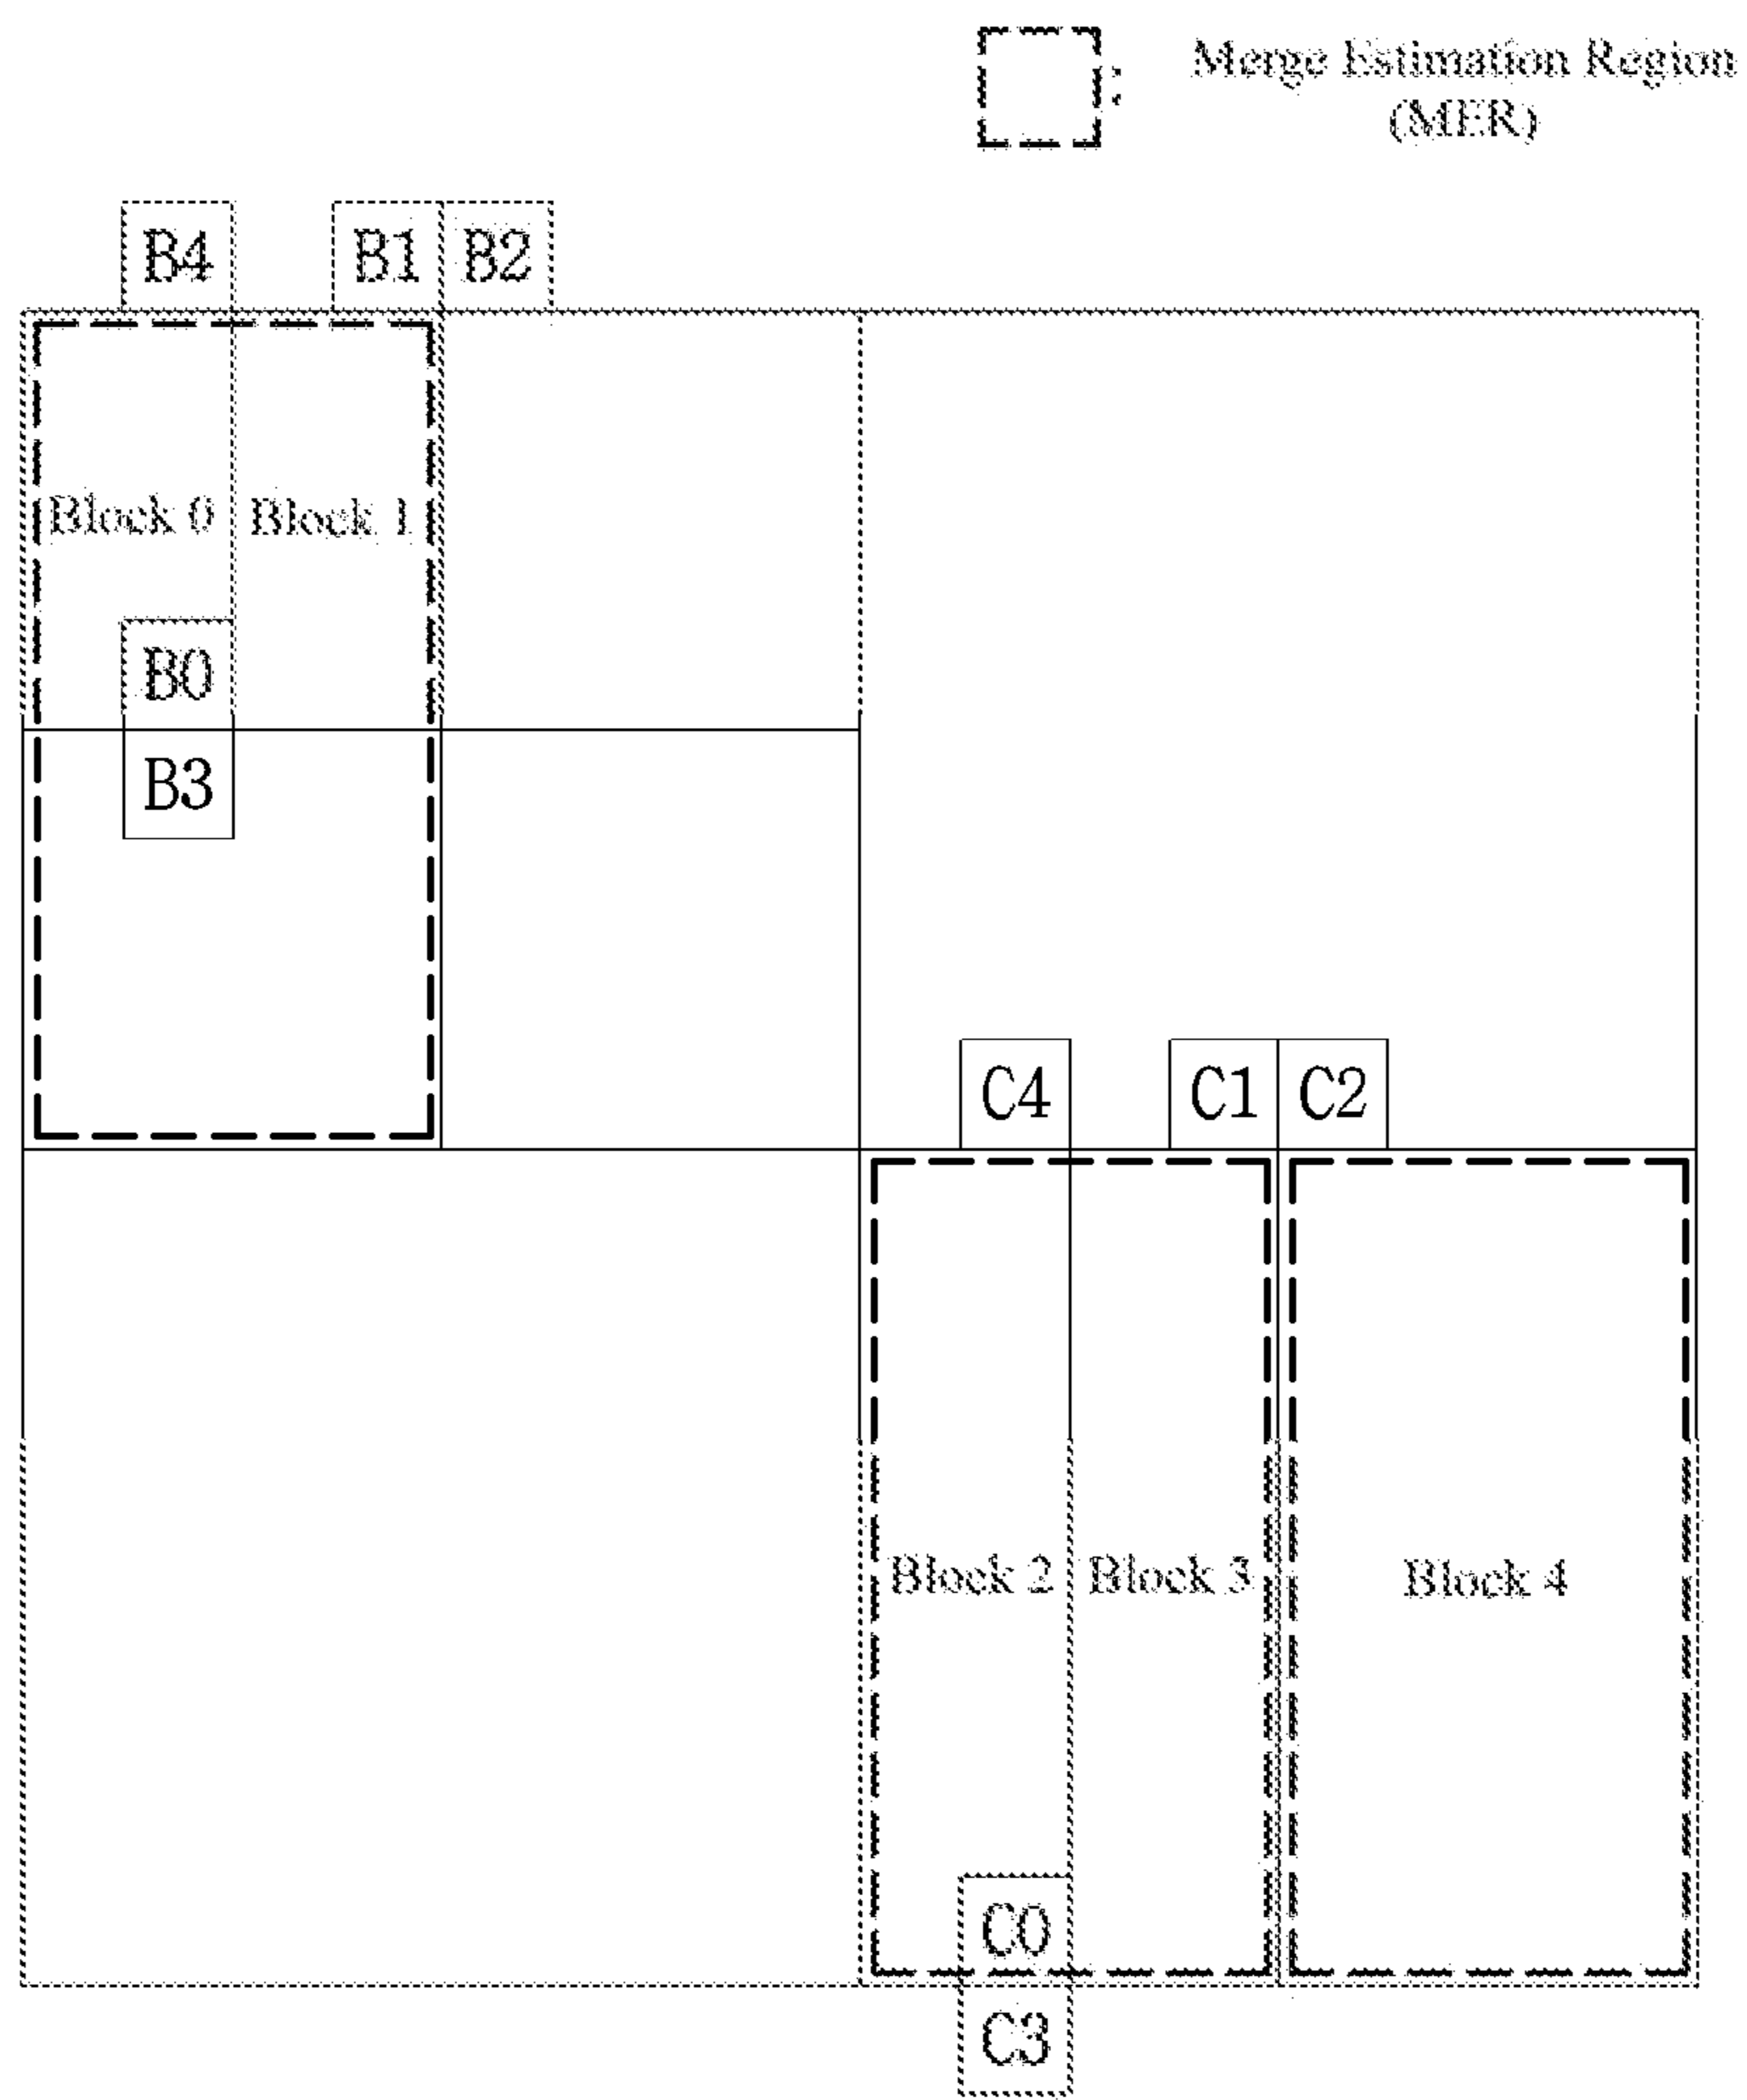 Merge Estimation Region
(MER)
B4 B1 B2
Block 0 Block 1
B0
B3
C4 C1 C2
Block 2 Block 3 Block 4
C0
C3